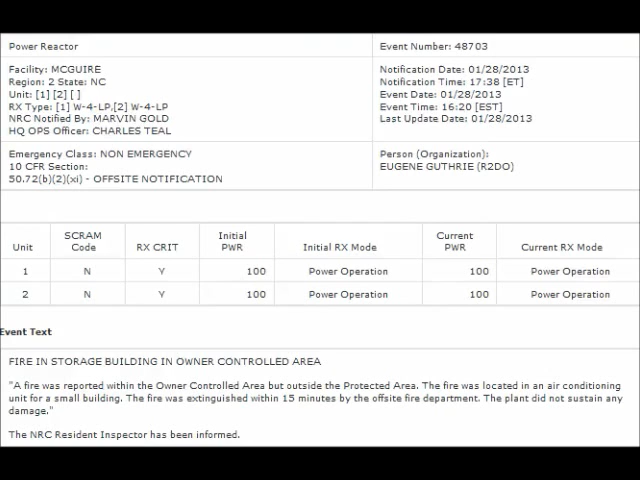 Power Reactor
Event Number: 48703
Facility: MCGUIRE
Region: 2 State: NC
Unit: [1] [2] [ ]
RX Type: [1] W-4-LP,[2] W-4-LP
NRC Notified By: MARVIN GOLD
HQ OPS Officer: CHARLES TEAL
Notification Date: 01/28/2013
Notification Time: 17:38 [ET]
Event Date: 01/28/2013
Event Time: 16:20 [EST]
Last Update Date: 01/28/2013
Emergency Class: NON EMERGENCY
10 CFR Section:
50.72(b)(2)(xi) - OFFSITE NOTIFICATION
Person (Organization):
EUGENE GUTHRIE (R2DO)
Unit SCRAM Code RX CRIT Initial PWR Initial RX Mode Current PWR Current RX Mode
1 N Y 100 Power Operation 100 Power Operation
2 N Y 100 Power Operation 100 Power Operation
Event Text
FIRE IN STORAGE BUILDING IN OWNER CONTROLLED AREA
"A fire was reported within the Owner Controlled Area but outside the Protected Area. The fire was located in an air conditioning
unit for a small building. The fire was extinguished within 15 minutes by the offsite fire department. The plant did not sustain any
damage."
The NRC Resident Inspector has been informed.